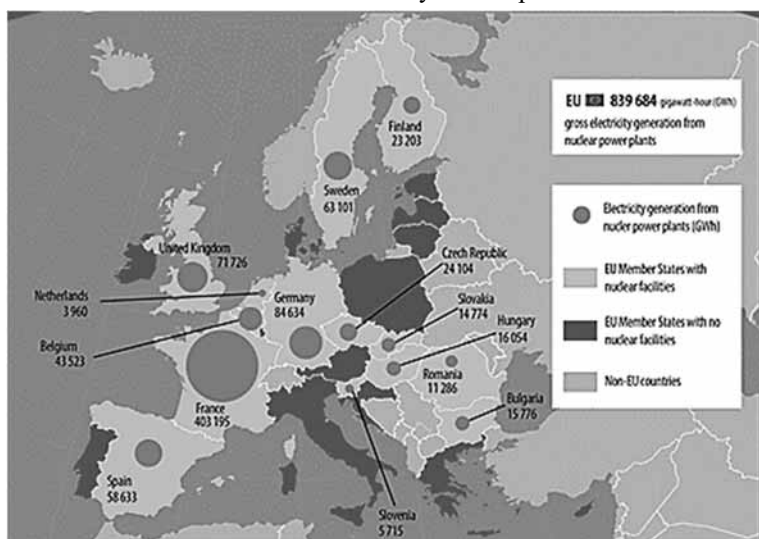 EU 839 684 gigawatt-hour (GWh)
gross electricity generation from
nuclear power plants
Electricity generation from
nucler power plants (GWh)
EU Member States with
nuclear facilities
EU Member States with no
nuclear facilities
Non-EU countries
Finland
23 203
Sweden
63 101
United Kingdom
71 726
Netherlands
3 960
Belgium
43 523
Germany
84 634
Czech Republic
24 104
Slovakia
14 774
Hungary
16 054
Romania
11 286
Bulgaria
15 776
France
403 195
Spain
58 633
Slovenia
5 715